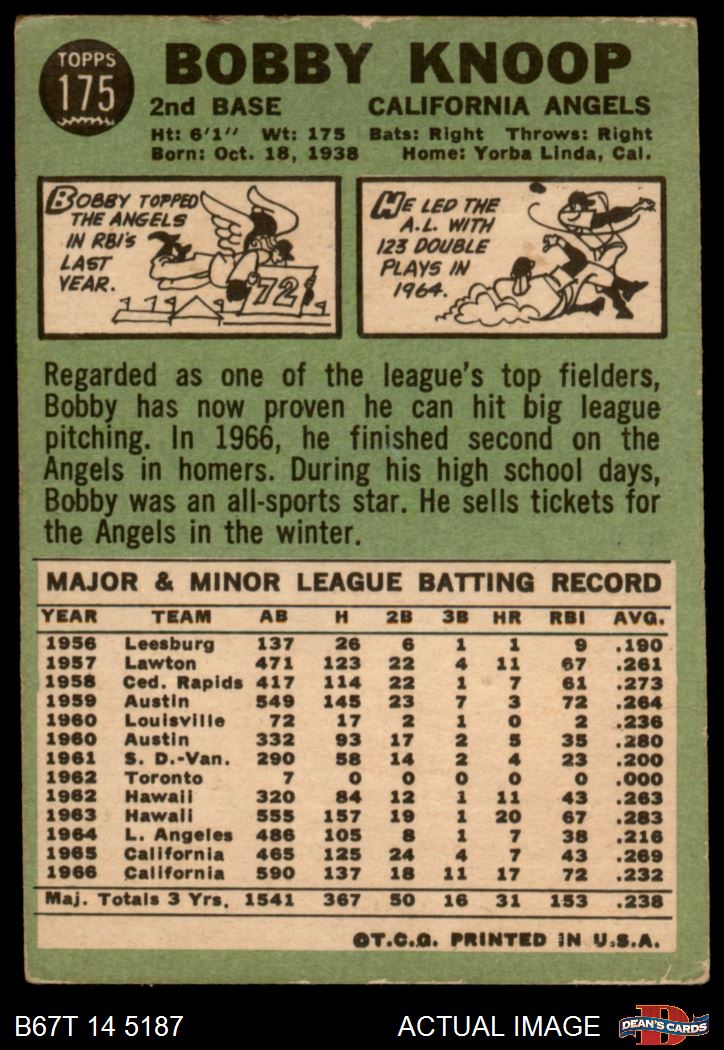 TOPPS
175
BOBBY KNOOP
2nd BASE CALIFORNIA ANGELS
Ht: 6'1'' Wt: 175 Bats: Right Throws: Right
Born: Oct. 18, 1938 Home: Yorba Linda, Cal.
BOBBY TOPPED
THE ANGELS
IN RBI's
LAST
YEAR.
72
HE LED THE
A.L. WITH
123 DOUBLE
PLAYS IN
1964.
Regarded as one of the league's top fielders,
Bobby has now proven he can hit big league
pitching. In 1966, he finished second on the
Angels in homers. During his high school days,
Bobby was an all-sports star. He sells tickets for
the Angels in the winter.
MAJOR & MINOR LEAGUE BATTING RECORD
YEAR TEAM AB H 2B 3B HR RBI AVG.
1956 Leesburg 137 26 6 1 1 9 .190
1957 Lawton 471 123 22 4 11 67 .261
1958 Ced. Rapids 417 114 22 1 7 61 .273
1959 Austin 549 145 23 7 3 72 .264
1960 Louisville 72 17 2 1 0 2 .236
1960 Austin 332 93 17 2 5 35 .280
1961 S. D.-Van. 290 58 14 2 4 23 .200
1962 Toronto 7 0 0 0 0 0 .000
1962 Hawaii 320 84 12 1 11 43 .263
1963 Hawaii 555 157 19 1 20 67 .283
1964 L. Angeles 486 105 8 1 7 38 .216
1965 California 465 125 24 4 7 43 .269
1966 California 590 137 18 11 17 72 .232
Maj. Totals 3 Yrs. 1541 367 50 16 31 153 .238
©T.C.G. PRINTED IN U.S.A.
B67T 14 5187 ACTUAL IMAGE
D
DEAN'S CARDS